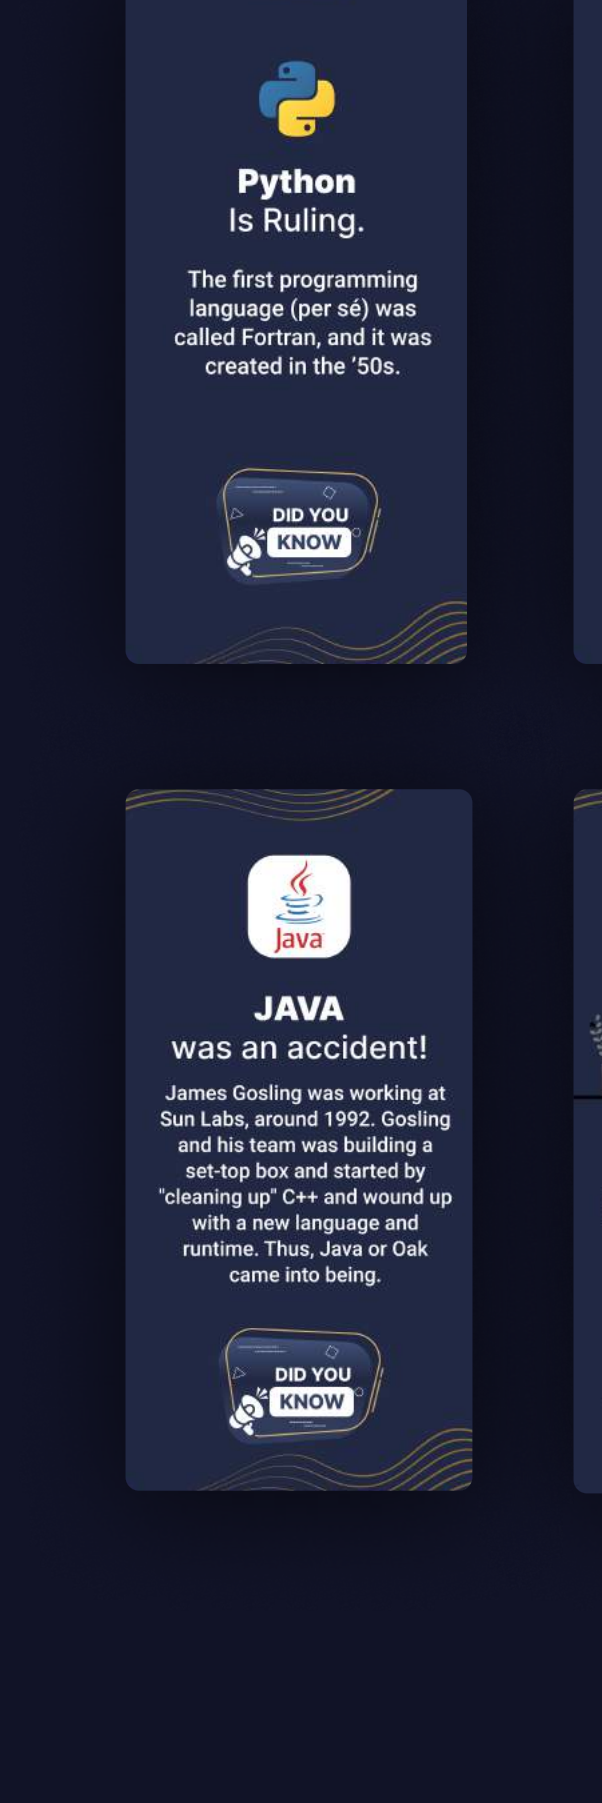 Python
Is Ruling.
The first programming
language (per sé) was
called Fortran, and it was
created in the ’50s.
DID YOU
KNOW
Java
JAVA
was an accident!
James Gosling was working at
Sun Labs, around 1992. Gosling
and his team was building a
set-top box and started by
"cleaning up" C++ and wound up
with a new language and
runtime. Thus, Java or Oak
came into being.
DID YOU
KNOW